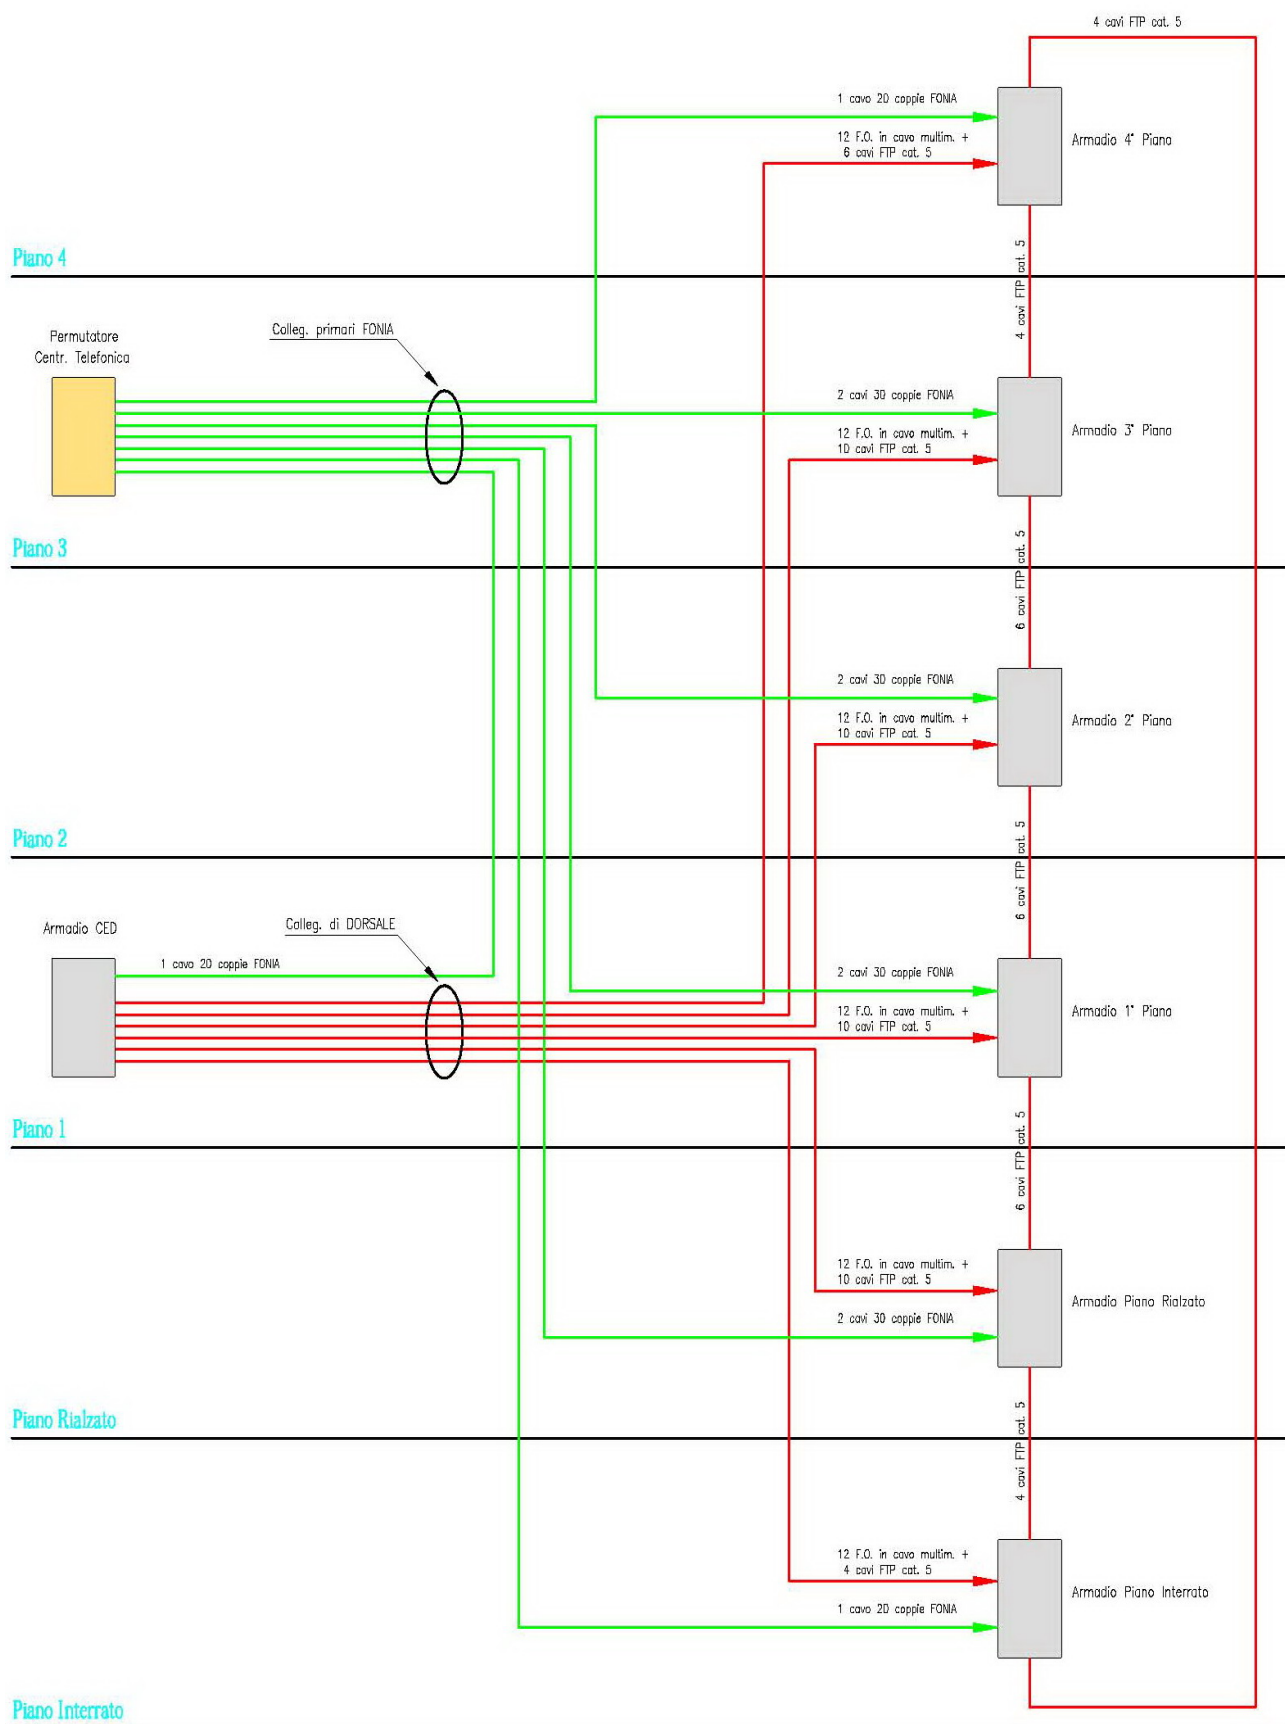 4 cavi FTP cat. 5
1 cavo 20 coppie FONIA
12 F.O. in cavo multim. +
6 cavi FTP cat. 5
Armadio 4° Piano
Piano 4
4 cavi FTP cat. 5
Permutatore
Centr. Telefonica
Colleg. primari FONIA
2 cavi 30 coppie FONIA
12 F.O. in cavo multim. +
10 cavi FTP cat. 5
Armadio 3° Piano
Piano 3
6 cavi FTP cat. 5
2 cavi 30 coppie FONIA
12 F.O. in cavo multim. +
10 cavi FTP cat. 5
Armadio 2° Piano
Piano 2
6 cavi FTP cat. 5
Armadio CED
Colleg. di DORSALE
1 cavo 20 coppie FONIA
2 cavi 30 coppie FONIA
12 F.O. in cavo multim. +
10 cavi FTP cat. 5
Armadio 1° Piano
Piano 1
6 cavi FTP cat. 5
12 F.O. in cavo multim. +
10 cavi FTP cat. 5
2 cavi 30 coppie FONIA
Armadio Piano Rialzato
Piano Rialzato
4 cavi FTP cat. 5
12 F.O. in cavo multim. +
4 cavi FTP cat. 5
1 cavo 20 coppie FONIA
Armadio Piano Interrato
Piano Interrato